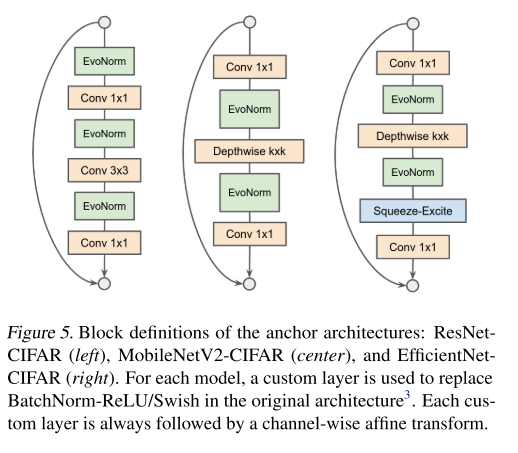 EvoNorm
Conv 1x1
EvoNorm
Conv 3x3
EvoNorm
Conv 1x1
Conv 1x1
EvoNorm
Depthwise kxk
EvoNorm
Conv 1x1
Conv 1x1
EvoNorm
Depthwise kxk
EvoNorm
Squeeze-Excite
Conv 1x1
Figure 5. Block definitions of the anchor architectures: ResNet-
CIFAR (left), MobileNetV2-CIFAR (center), and EfficientNet-
CIFAR (right). For each model, a custom layer is used to replace
BatchNorm-ReLU/Swish in the original architecture3. Each cus-
tom layer is always followed by a channel-wise affine transform.